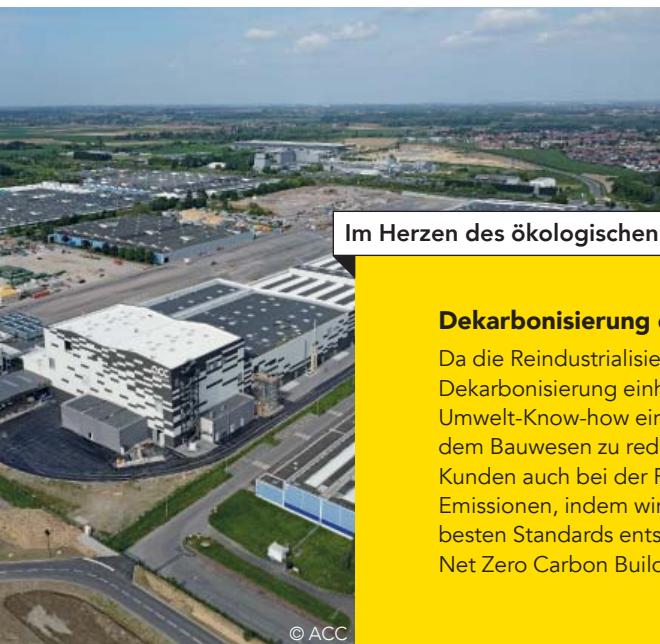 Im Herzen des ökologischen
Dekarbonisierung
Da die Reindustrialisie
Dekarbonisierung einh
Umwelt-Know-how ein
dem Bauwesen zu red
Kunden auch bei der
Emissionen, indem wir
besten Standards ents
Net Zero Carbon Build
acc
© ACC